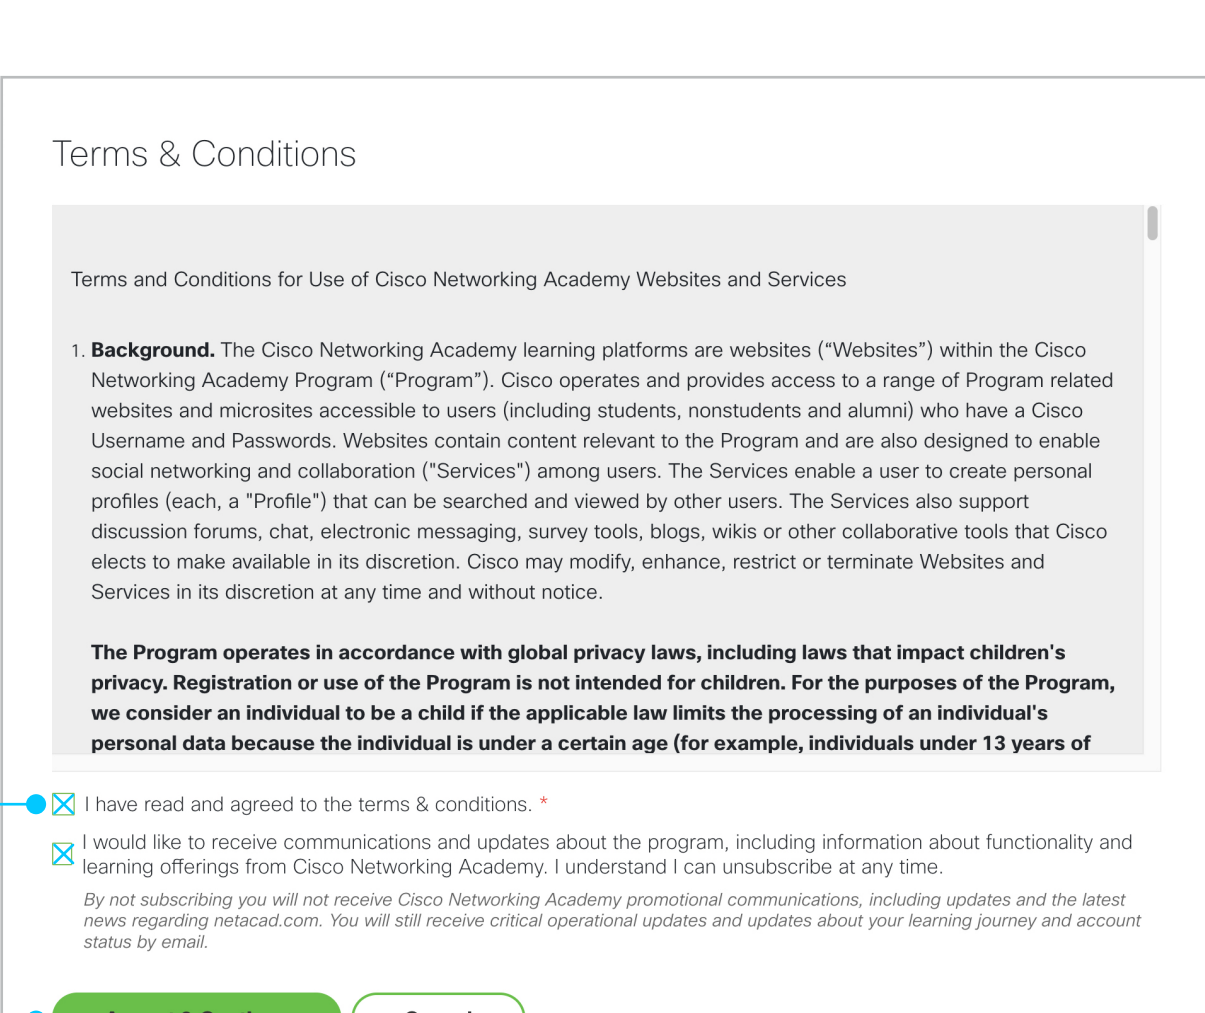 Terms & Conditions
Terms and Conditions for Use of Cisco Networking Academy Websites and Services
1. Background. The Cisco Networking Academy learning platforms are websites (“Websites”) within the Cisco
Networking Academy Program (“Program”). Cisco operates and provides access to a range of Program related
websites and microsites accessible to users (including students, nonstudents and alumni) who have a Cisco
Username and Passwords. Websites contain content relevant to the Program and are also designed to enable
social networking and collaboration ("Services") among users. The Services enable a user to create personal
profiles (each, a "Profile") that can be searched and viewed by other users. The Services also support
discussion forums, chat, electronic messaging, survey tools, blogs, wikis or other collaborative tools that Cisco
elects to make available in its discretion. Cisco may modify, enhance, restrict or terminate Websites and
Services in its discretion at any time and without notice.
The Program operates in accordance with global privacy laws, including laws that impact children's
privacy. Registration or use of the Program is not intended for children. For the purposes of the Program,
we consider an individual to be a child if the applicable law limits the processing of an individual's
personal data because the individual is under a certain age (for example, individuals under 13 years of
I have read and agreed to the terms & conditions. *
I would like to receive communications and updates about the program, including information about functionality and
learning offerings from Cisco Networking Academy. I understand I can unsubscribe at any time.
By not subscribing you will not receive Cisco Networking Academy promotional communications, including updates and the latest
news regarding netacad.com. You will still receive critical operational updates and updates about your learning journey and account
status by email.